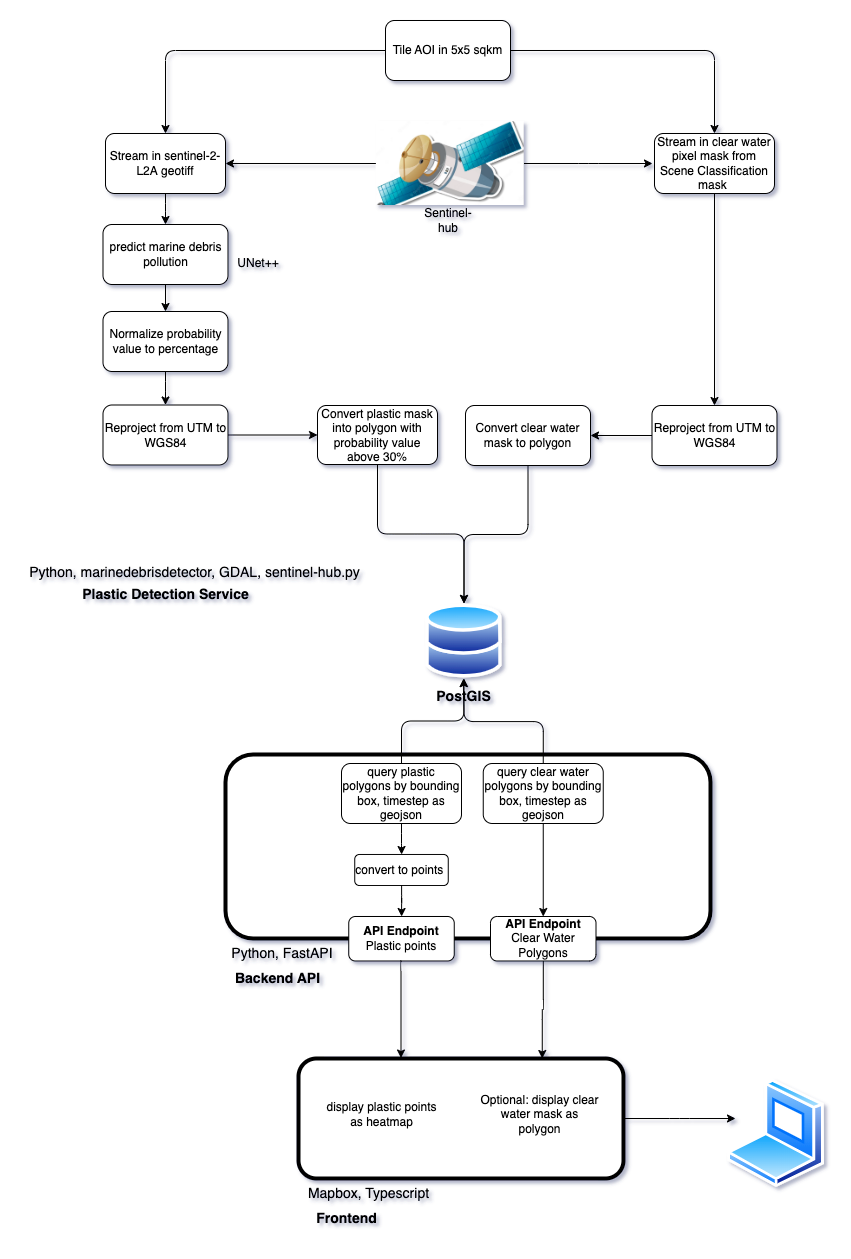 Tile AOI in 5x5 sqkm
Stream in sentinel-2-
L2A geotiff
Stream in clear water
pixel mask from
Scene Classification
mask
Sentinel-
hub
predict marine debris
pollution
UNet++
Normalize probability
value to percentage
Reproject from UTM to
WGS84
Convert plastic mask
into polygon with
probability value
above 30%
Convert clear water
mask to polygon
Reproject from UTM to
WGS84
Python, marinedebrisdetector, GDAL, sentinel-hub.py
Plastic Detection Service
PostGIS
query plastic
polygons by bounding
box, timestep as
geojson
query clear water
polygons by bounding
box, timestep as
geojson
convert to points
API Endpoint
Plastic points
API Endpoint
Clear Water
Polygons
Python, FastAPI
Backend API
display plastic points
as heatmap
Optional: display clear
water mask as
polygon
Mapbox, Typescript
Frontend